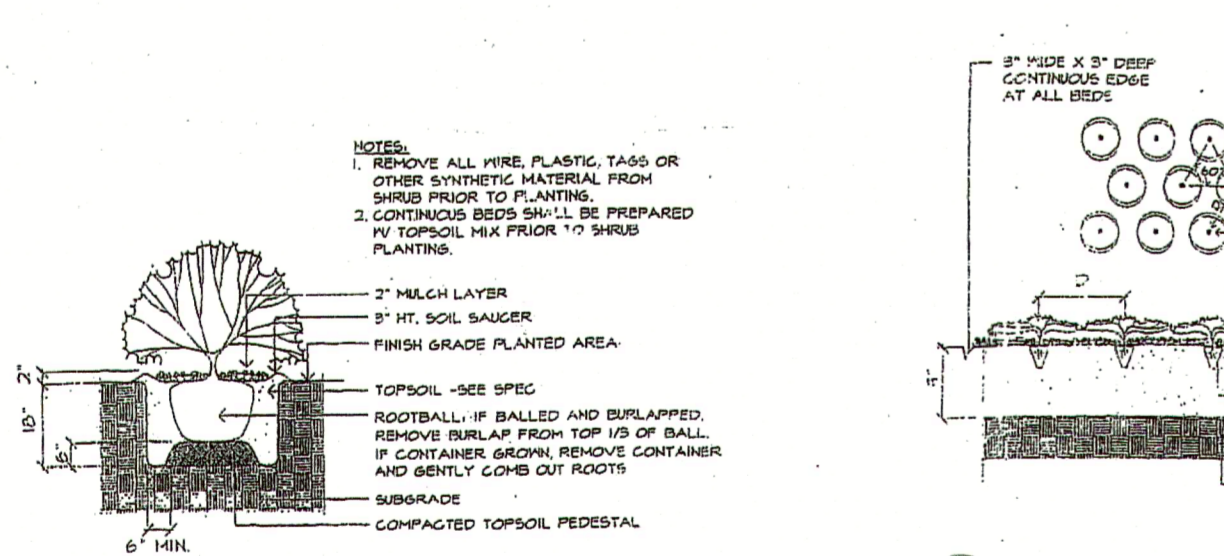 NOTES:
1. REMOVE ALL WIRE, PLASTIC, TAGS OR
OTHER SYNTHETIC MATERIAL FROM
SHRUB PRIOR TO PLANTING.
2. CONTINUOUS BEDS SHALL BE PREPARED
W/ TOPSOIL MIX PRIOR TO SHRUB
PLANTING.
2" MULCH LAYER
3" HT. SOIL SAUCER
FINISH GRADE PLANTED AREA
TOPSOIL -SEE SPEC
ROOTBALL, IF BALLED AND BURLAPPED,
REMOVE BURLAP FROM TOP 1/3 OF BALL.
IF CONTAINER GROWN, REMOVE CONTAINER
AND GENTLY COMB OUT ROOTS
SUBGRADE
COMPACTED TOPSOIL PEDESTAL
2"
18"
6"
6" MIN.
3" WIDE X 3" DEEP
CONTINUOUS EDGE
AT ALL BEDS
60°